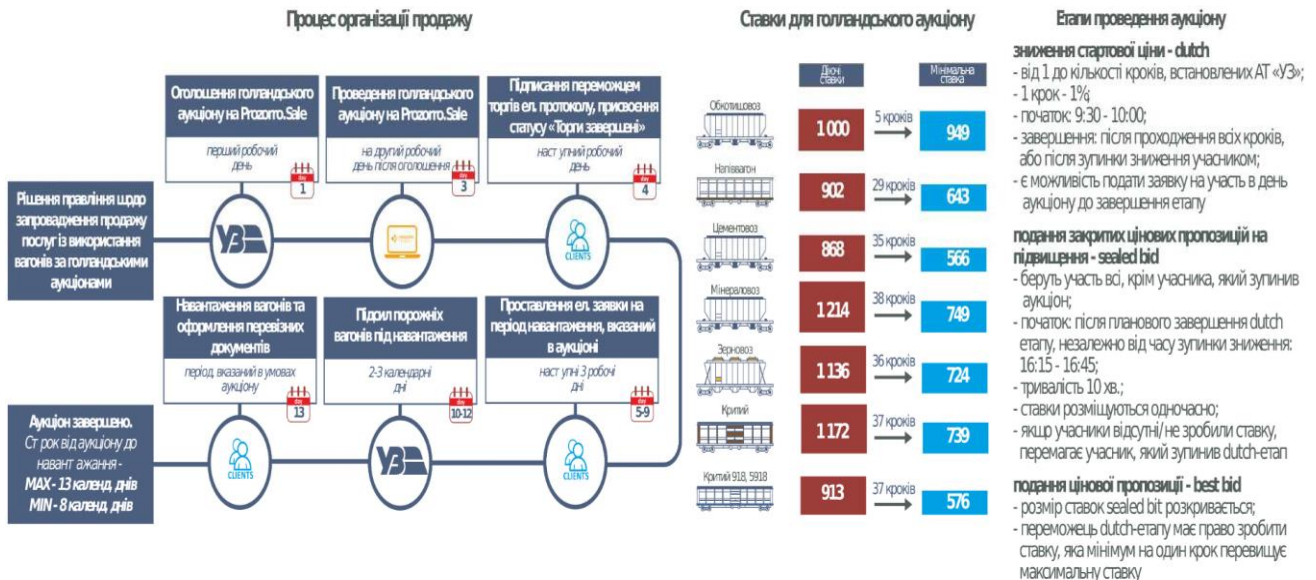 Процес організації продажу
Рішення правління щодо
запровадження продажу
послуг із використання
вагонів за голландськими
аукціонами
Оголошення голландського
аукціону на Prozorro.Sale
перший робочий
день
day
1
УЗ
Проведення голландського
аукціону на Prozorro.Sale
на другий робочий
день після оголошення
day
3
Підписання переможцем
торгів ел. протоколу, присвоєння
статусу «Торги завершені»
наступний робочий
день
day
4
CLIENTS
Проставлення ел. заявки на
період навантаження, вказаний
в аукціоні
наступні 3 робочі
дні
day
5-9
CLIENTS
Підсил порожніх
вагонів під навантаження
2-3 календарні
дні
day
10-12
УЗ
Навантаження вагонів та
оформлення перевізних
документів
період, вказаний в умовах
аукціону
day
13
CLIENTS
Аукціон завершено.
Строк від аукціону до
навантажання -
MAX - 13 календ. днів
MIN - 8 календ. днів
Ставки для голландського аукціону
Діючі
ставки
Мінімальна
ставка
Обкотишовоз
1 000
5 кроків
949
Напіввагон
902
29 кроків
643
Цементовоз
868
35 кроків
566
Мінераловоз
1 214
38 кроків
749
Зерновоз
1 136
36 кроків
724
Критий
1 172
37 кроків
739
Критий 918, 5918
913
37 кроків
576
Етапи проведення аукціону
зниження стартової ціни - dutch
- від 1 до кількості кроків, встановлених АТ «УЗ»;
- 1 крок - 1%;
- початок: 9:30 - 10:00;
- завершення: після проходження всіх кроків,
або після зупинки зниження учасником;
- є можливість подати заявку на участь в день
аукціону до завершення етапу
подання закритих цінових пропозицій на
підвищення - sealed bid
- беруть участь всі, крім учасника, який зупинив
аукціон;
- початок: після планового завершення dutch
етапу, незалежно від часу зупинки зниження:
16:15 - 16:45;
- тривалість 10 хв.;
- ставки розміщуються одночасно;
- якщо учасники відсутні/не зробили ставку,
перемагає учасник, який зупинив dutch-етап
подання цінової пропозиції - best bid
- розмір ставок sealed bit розкривається;
- переможець dutch-етапу має право зробити
ставку, яка мінімум на один крок перевищує
максимальну ставку